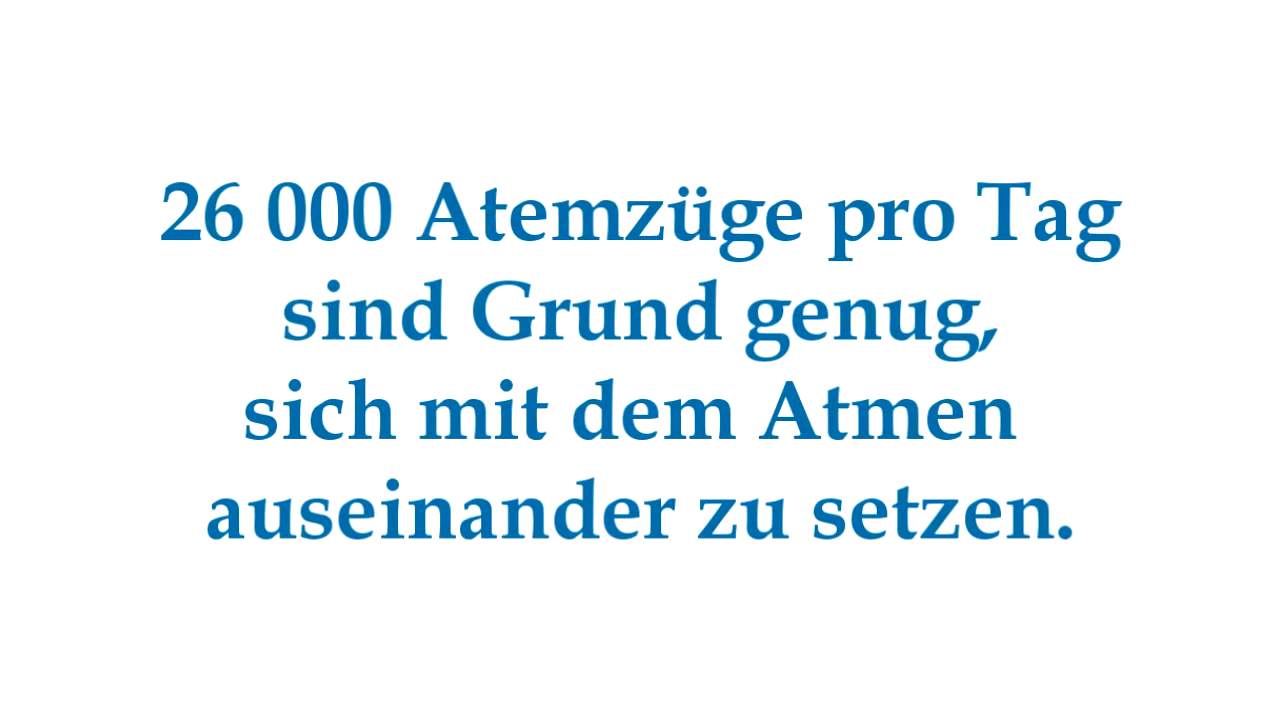 26 000 Atemzüge pro Tag
sind Grund genug,
sich mit dem Atmen
auseinander zu setzen.